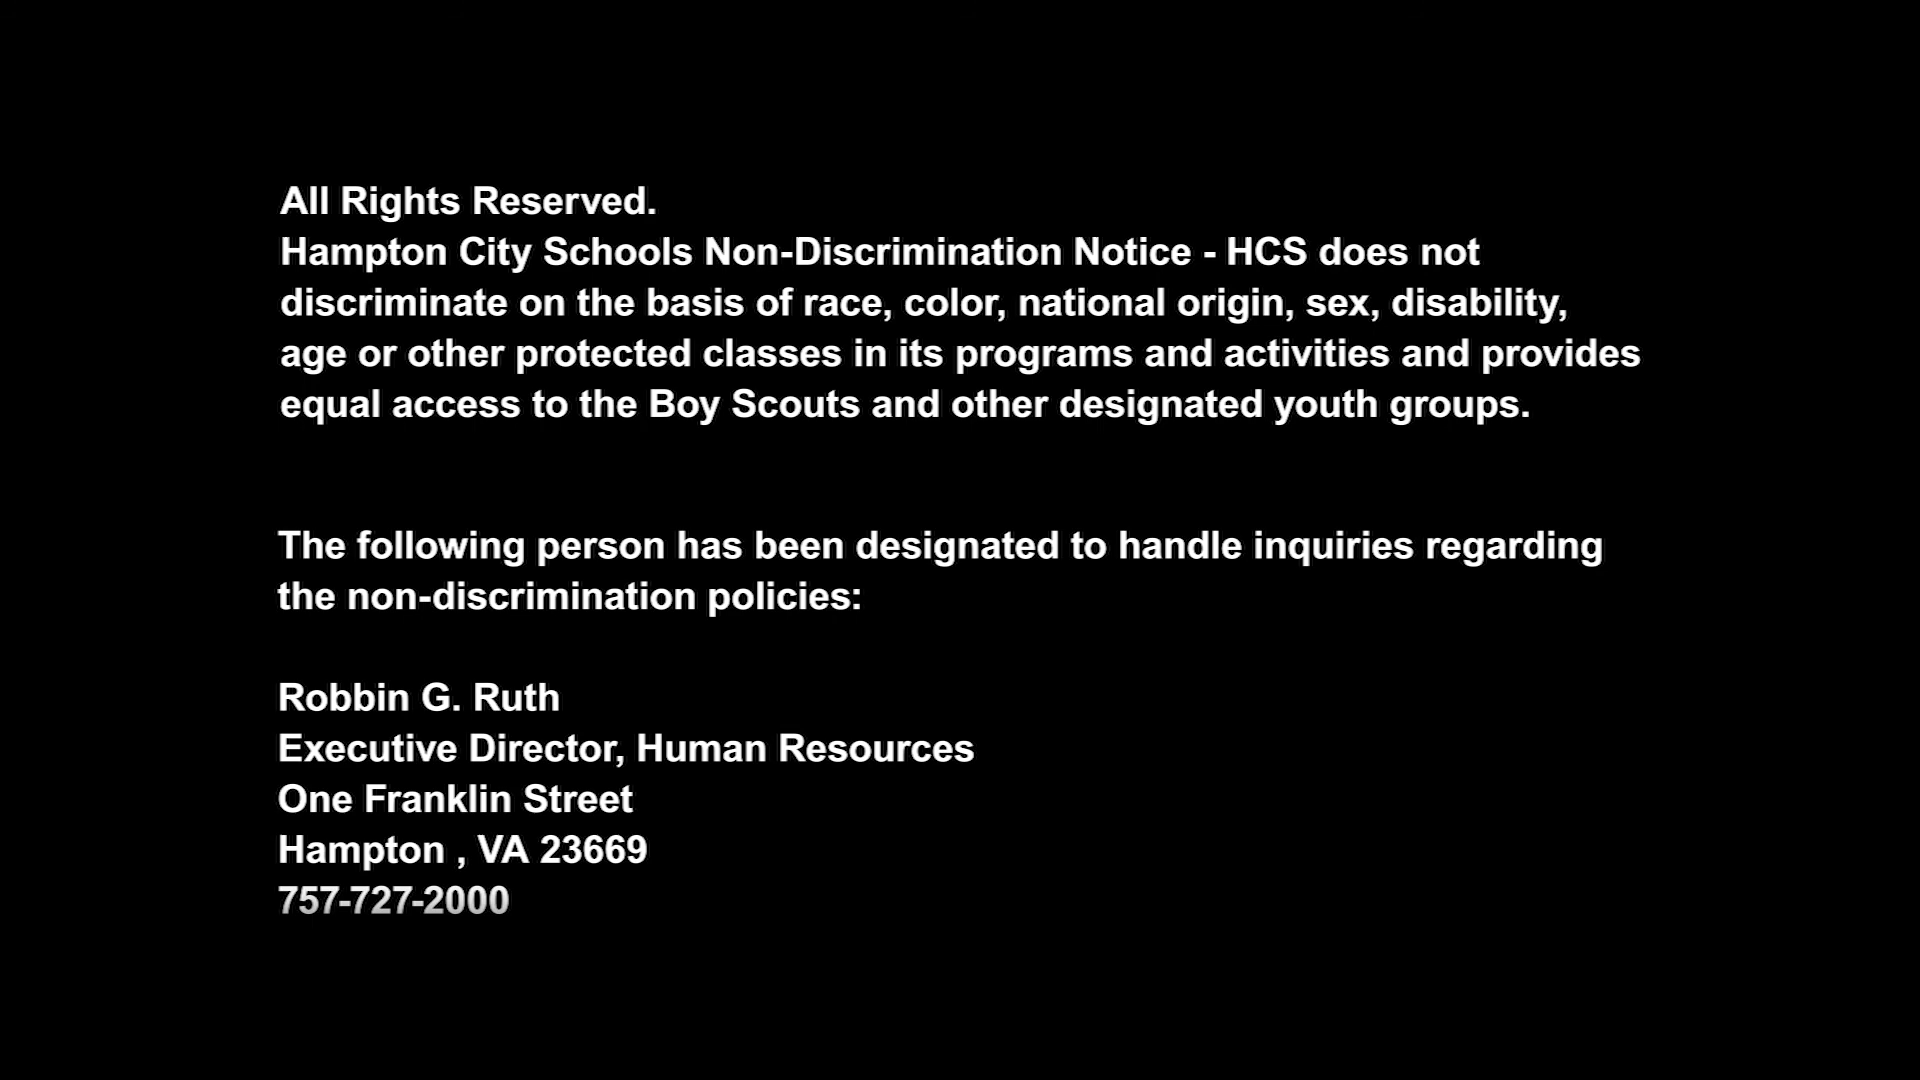 All Rights Reserved.
Hampton City Schools Non-Discrimination Notice - HCS does not
discriminate on the basis of race, color, national origin, sex, disability,
age or other protected classes in its programs and activities and provides
equal access to the Boy Scouts and other designated youth groups.
The following person has been designated to handle inquiries regarding
the non-discrimination policies:
Robbin G. Ruth
Executive Director, Human Resources
One Franklin Street
Hampton , VA 23669
757-727-2000